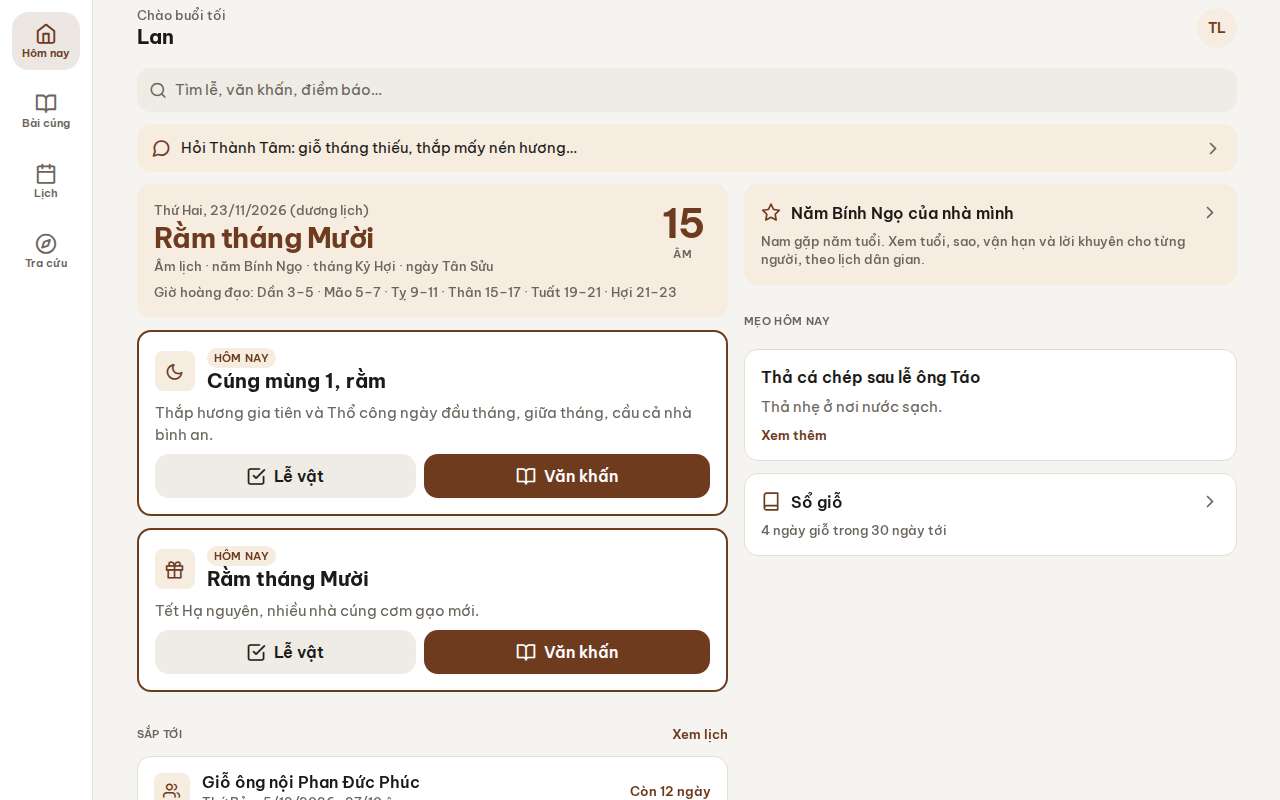 Hôm nay
Bài cúng
Lịch
Tra cứu
Chào buổi tối
Lan
TL
Tìm lễ, văn khấn, điềm báo...
Hỏi Thành Tâm: giỗ tháng thiếu, thắp mấy nén hương...
Thứ Hai, 23/11/2026 (dương lịch)
Rằm tháng Mười
15
ÂM
Âm lịch · năm Bính Ngọ · tháng Kỷ Hợi · ngày Tân Sửu
Giờ hoàng đạo: Dần 3–5 · Mão 5–7 · Tỵ 9–11 · Thân 15–17 · Tuất 19–21 · Hợi 21–23
HÔM NAY
Cúng mùng 1, rằm
Thắp hương gia tiên và Thổ công ngày đầu tháng, giữa tháng, cầu cả nhà
bình an.
Lễ vật
Văn khấn
HÔM NAY
Rằm tháng Mười
Tết Hạ nguyên, nhiều nhà cúng cơm gạo mới.
Lễ vật
Văn khấn
SẮP TỚI
Xem lịch
Giỗ ông nội Phan Đức Phúc
Còn 12 ngày
Năm Bính Ngọ của nhà mình
Nam gặp năm tuổi. Xem tuổi, sao, vận hạn và lời khuyên cho từng
người, theo lịch dân gian.
MẸO HÔM NAY
Thả cá chép sau lễ ông Táo
Thả nhẹ ở nơi nước sạch.
Xem thêm
Sổ giỗ
4 ngày giỗ trong 30 ngày tới